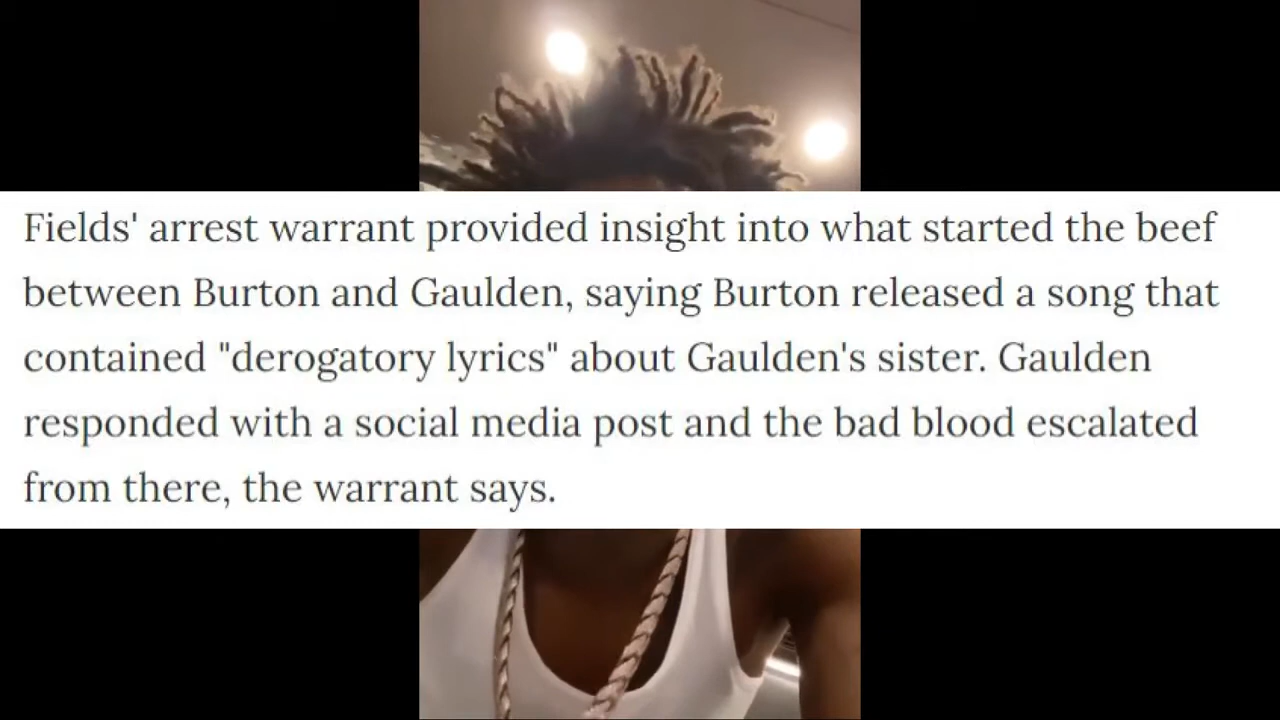 Fields' arrest warrant provided insight into what started the beef
between Burton and Gaulden, saying Burton released a song that
contained "derogatory lyrics" about Gaulden's sister. Gaulden
responded with a social media post and the bad blood escalated
from there, the warrant says.